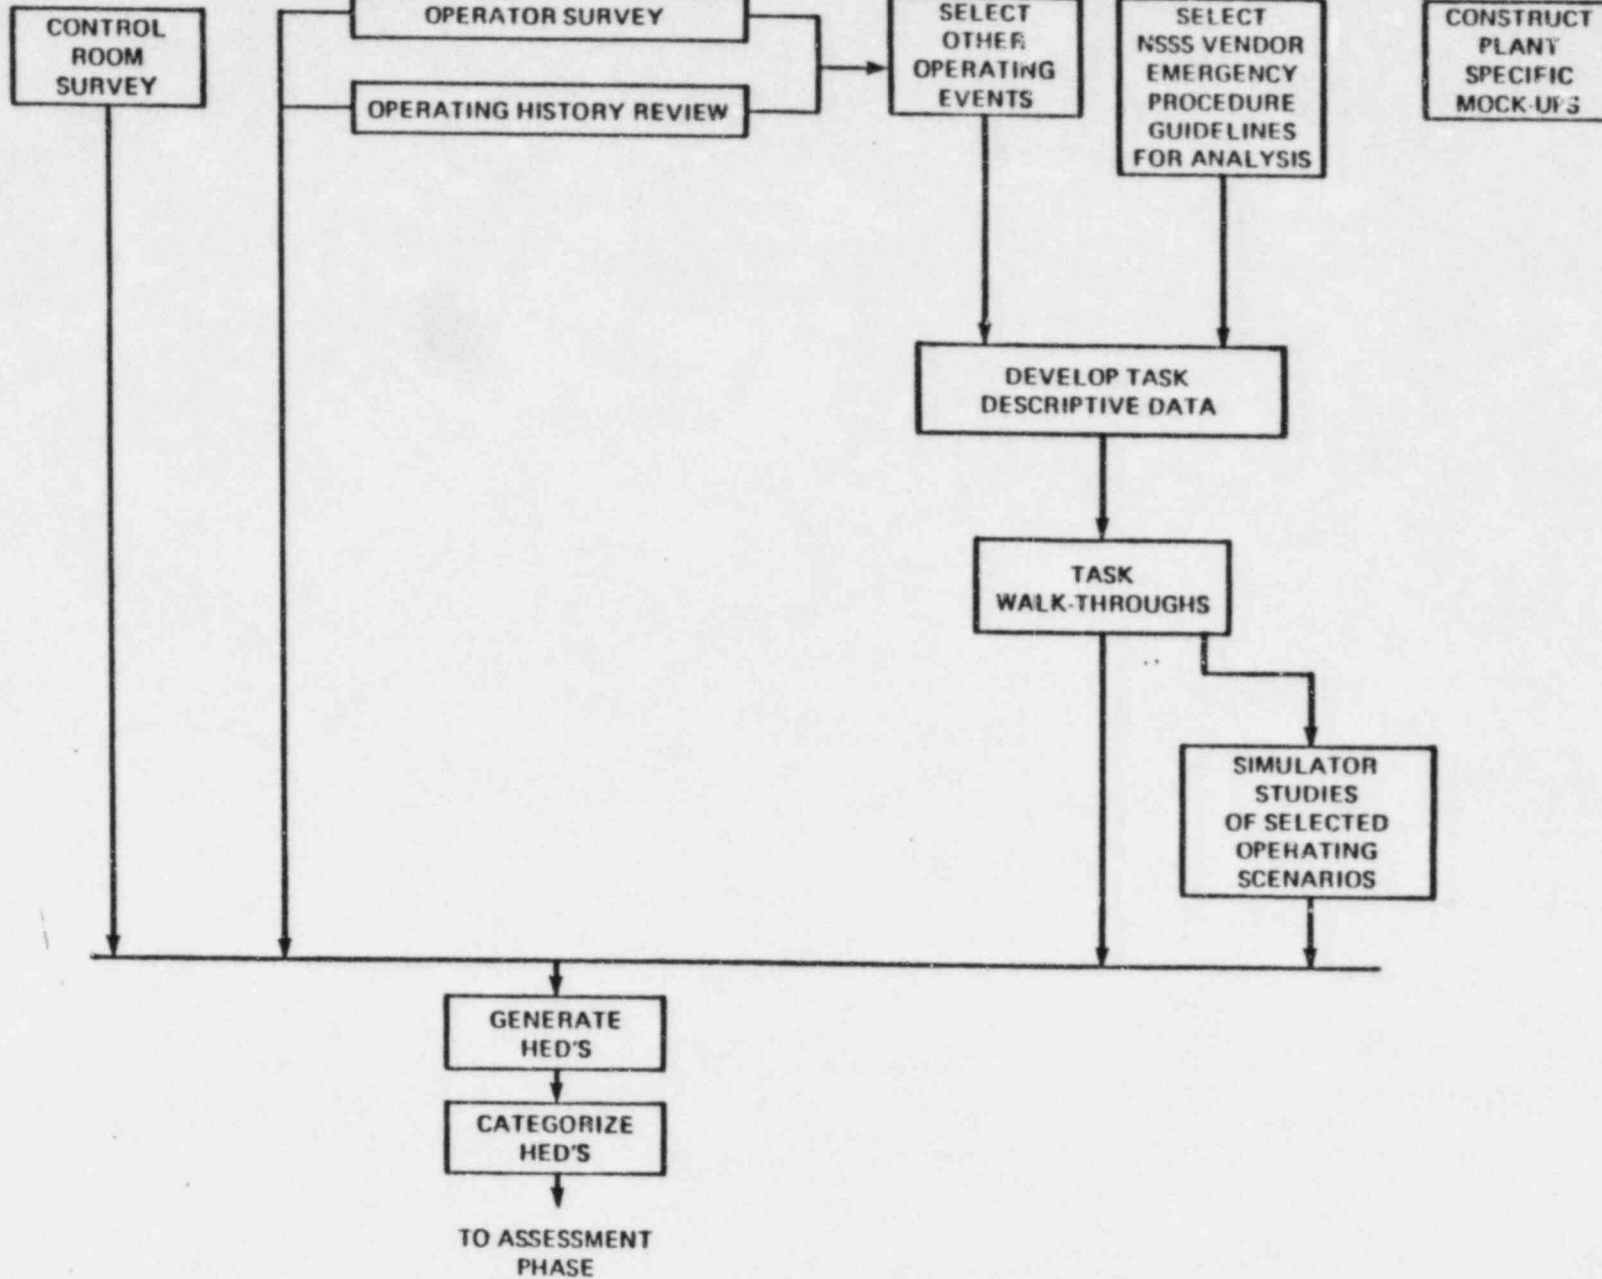 CONTROL
ROOM
SURVEY
OPERATOR SURVEY
OPERATING HISTORY REVIEW
SELECT
OTHER
OPERATING
EVENTS
SELECT
NSSS VENDOR
EMERGENCY
PROCEDURE
GUIDELINES
FOR ANALYSIS
CONSTRUCT
PLANT
SPECIFIC
MOCK-UPS
DEVELOP TASK
DESCRIPTIVE DATA
TASK
WALK-THROUGHS
SIMULATOR
STUDIES
OF SELECTED
OPERATING
SCENARIOS
GENERATE
HED'S
CATEGORIZE
HED'S
TO ASSESSMENT
PHASE